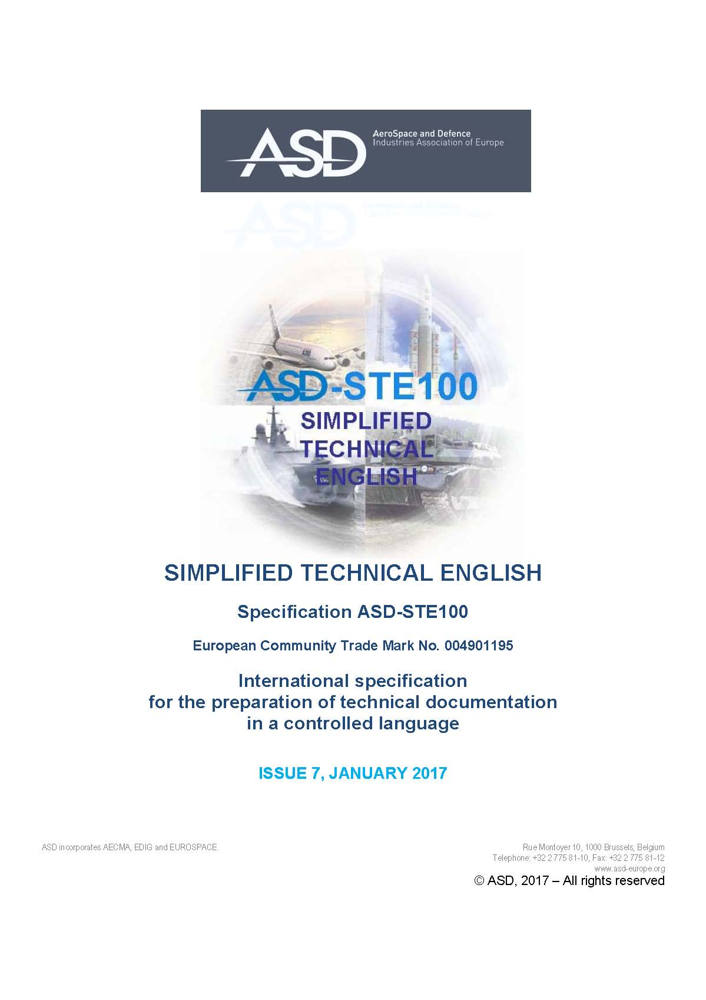 ASD
AeroSpace and Defence
Industries Association of Europe
ASD
A380
ASD-STE100
SIMPLIFIED
TECHNICAL
ENGLISH
SIMPLIFIED TECHNICAL ENGLISH
Specification ASD-STE100
European Community Trade Mark No. 004901195
International specification
for the preparation of technical documentation
in a controlled language
ISSUE 7, JANUARY 2017
ASD incorporates AECMA, EDIG and EUROSPACE.
Rue Montoyer 10, 1000 Brussels, Belgium
Telephone: +32 2 775 81-10, Fax: +32 2 775 81-12
www.asd-europe.org
© ASD, 2017 – All rights reserved